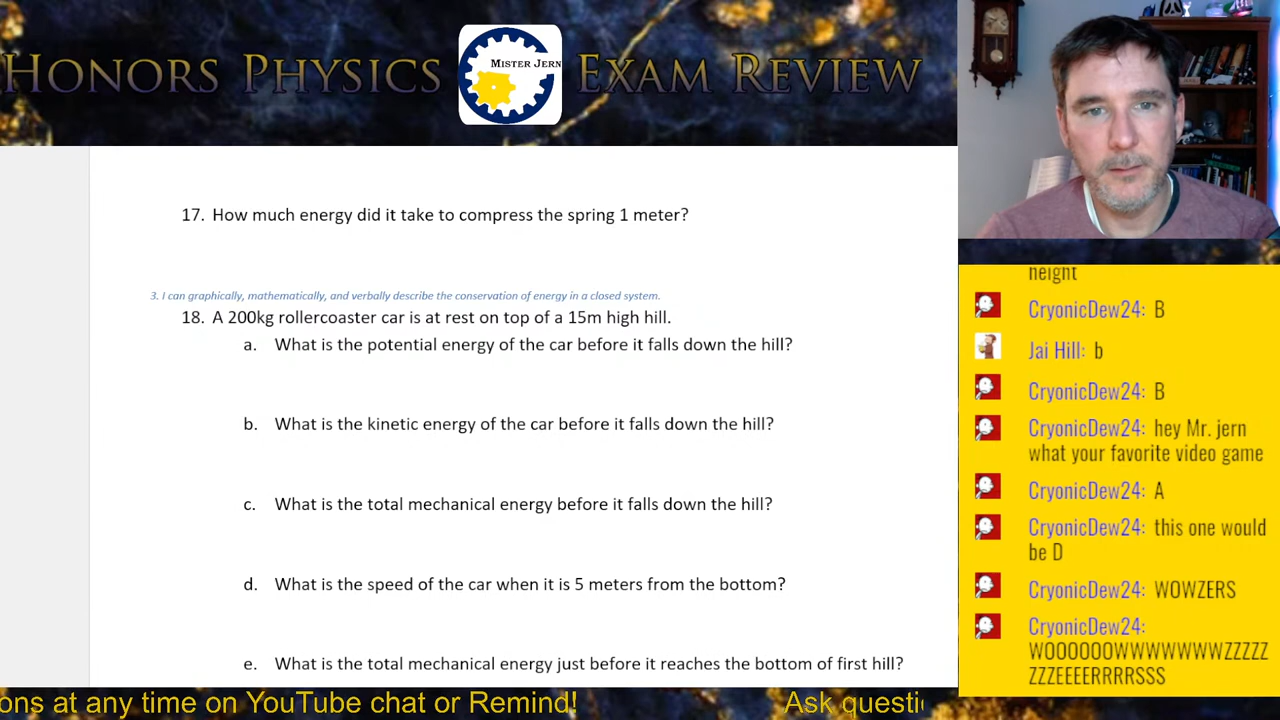 HONORS PHYSICS
MISTER JERN
EXAM REVIEW
17. How much energy did it take to compress the spring 1 meter?
3. I can graphically, mathematically, and verbally describe the conservation of energy in a closed system.
18. A 200kg rollercoaster car is at rest on top of a 15m high hill.
a. What is the potential energy of the car before it falls down the hill?
b. What is the kinetic energy of the car before it falls down the hill?
c. What is the total mechanical energy before it falls down the hill?
d. What is the speed of the car when it is 5 meters from the bottom?
e. What is the total mechanical energy just before it reaches the bottom of first hill?
height
CryonicDew24: B
Jai Hill: b
CryonicDew24: B
CryonicDew24: hey Mr. jern
what your favorite video game
CryonicDew24: A
CryonicDew24: this one would
be D
CryonicDew24: WOWZERS
CryonicDew24:
WOOOOOOWWWWWWWZZZZZ
ZZZEEEERRRRSSS
ons at any time on YouTube chat or Remind!
Ask questi